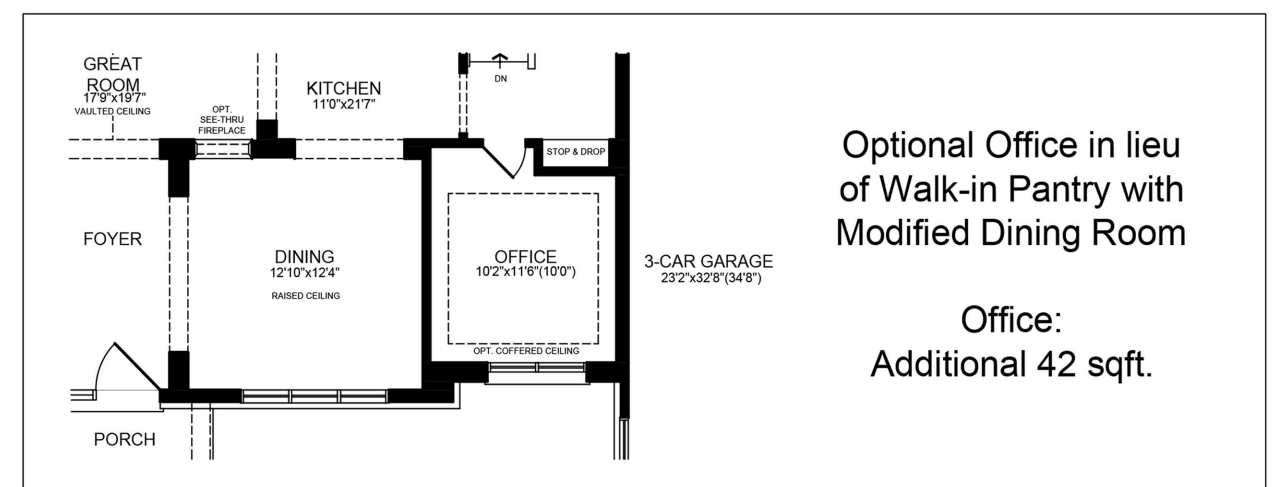 GREAT
ROOM
17'9"x19'7"
VAULTED CEILING
OPT.
SEE-THRU
FIREPLACE
KITCHEN
11'0"x21'7"
DN
STOP & DROP
FOYER
DINING
12'10"x12'4"
RAISED CEILING
OFFICE
10'2"x11'6"(10'0")
OPT. COFFERED CEILING
3-CAR GARAGE
23'2"x32'8"(34'8")
PORCH
Optional Office in lieu
of Walk-in Pantry with
Modified Dining Room
Office:
Additional 42 sqft.